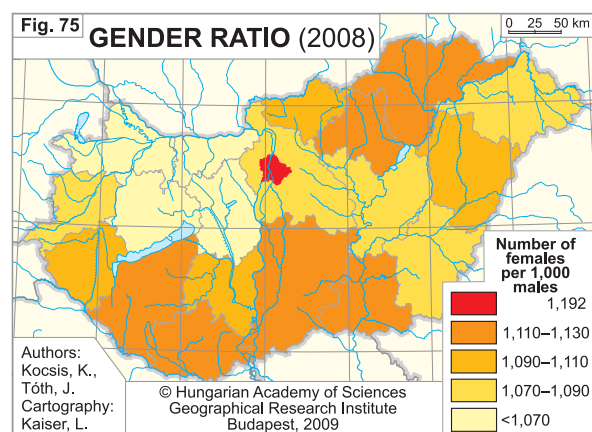 Fig. 75
GENDER RATIO (2008)
0 25 50 km
Number of
females
per 1,000
males
1,192
1,110–1,130
1,090–1,110
1,070–1,090
<1,070
Authors:
Kocsis, K.,
Tóth, J.
Cartography:
Kaiser, L.
© Hungarian Academy of Sciences
Geographical Research Institute
Budapest, 2009